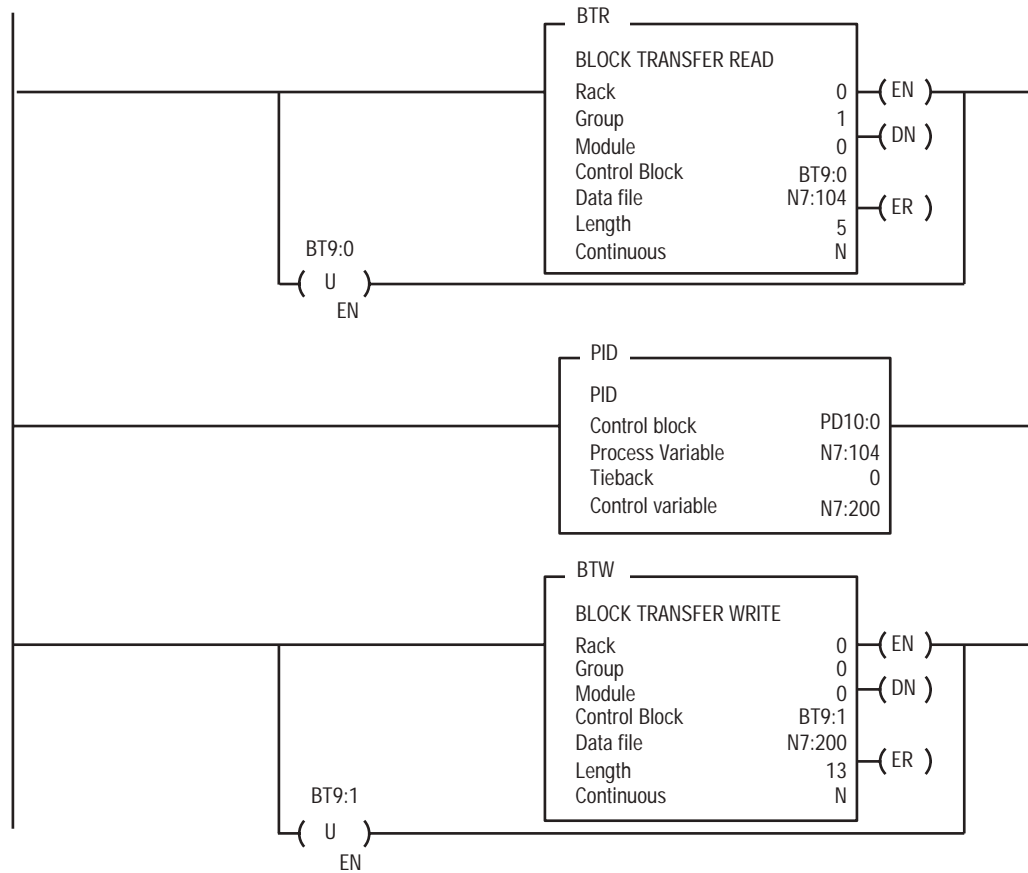 BTR
BLOCK TRANSFER READ
Rack 0 ( EN )
Group 1
Module 0 ( DN )
Control Block BT9:0
Data file N7:104 ( ER )
Length 5
Continuous N
BT9:0
( U )
EN
PID
PID
Control block PD10:0
Process Variable N7:104
Tieback 0
Control variable N7:200
BTW
BLOCK TRANSFER WRITE
Rack 0 ( EN )
Group 0
Module 0 ( DN )
Control Block BT9:1
Data file N7:200
Length 13 ( ER )
Continuous N
BT9:1
( U )
EN